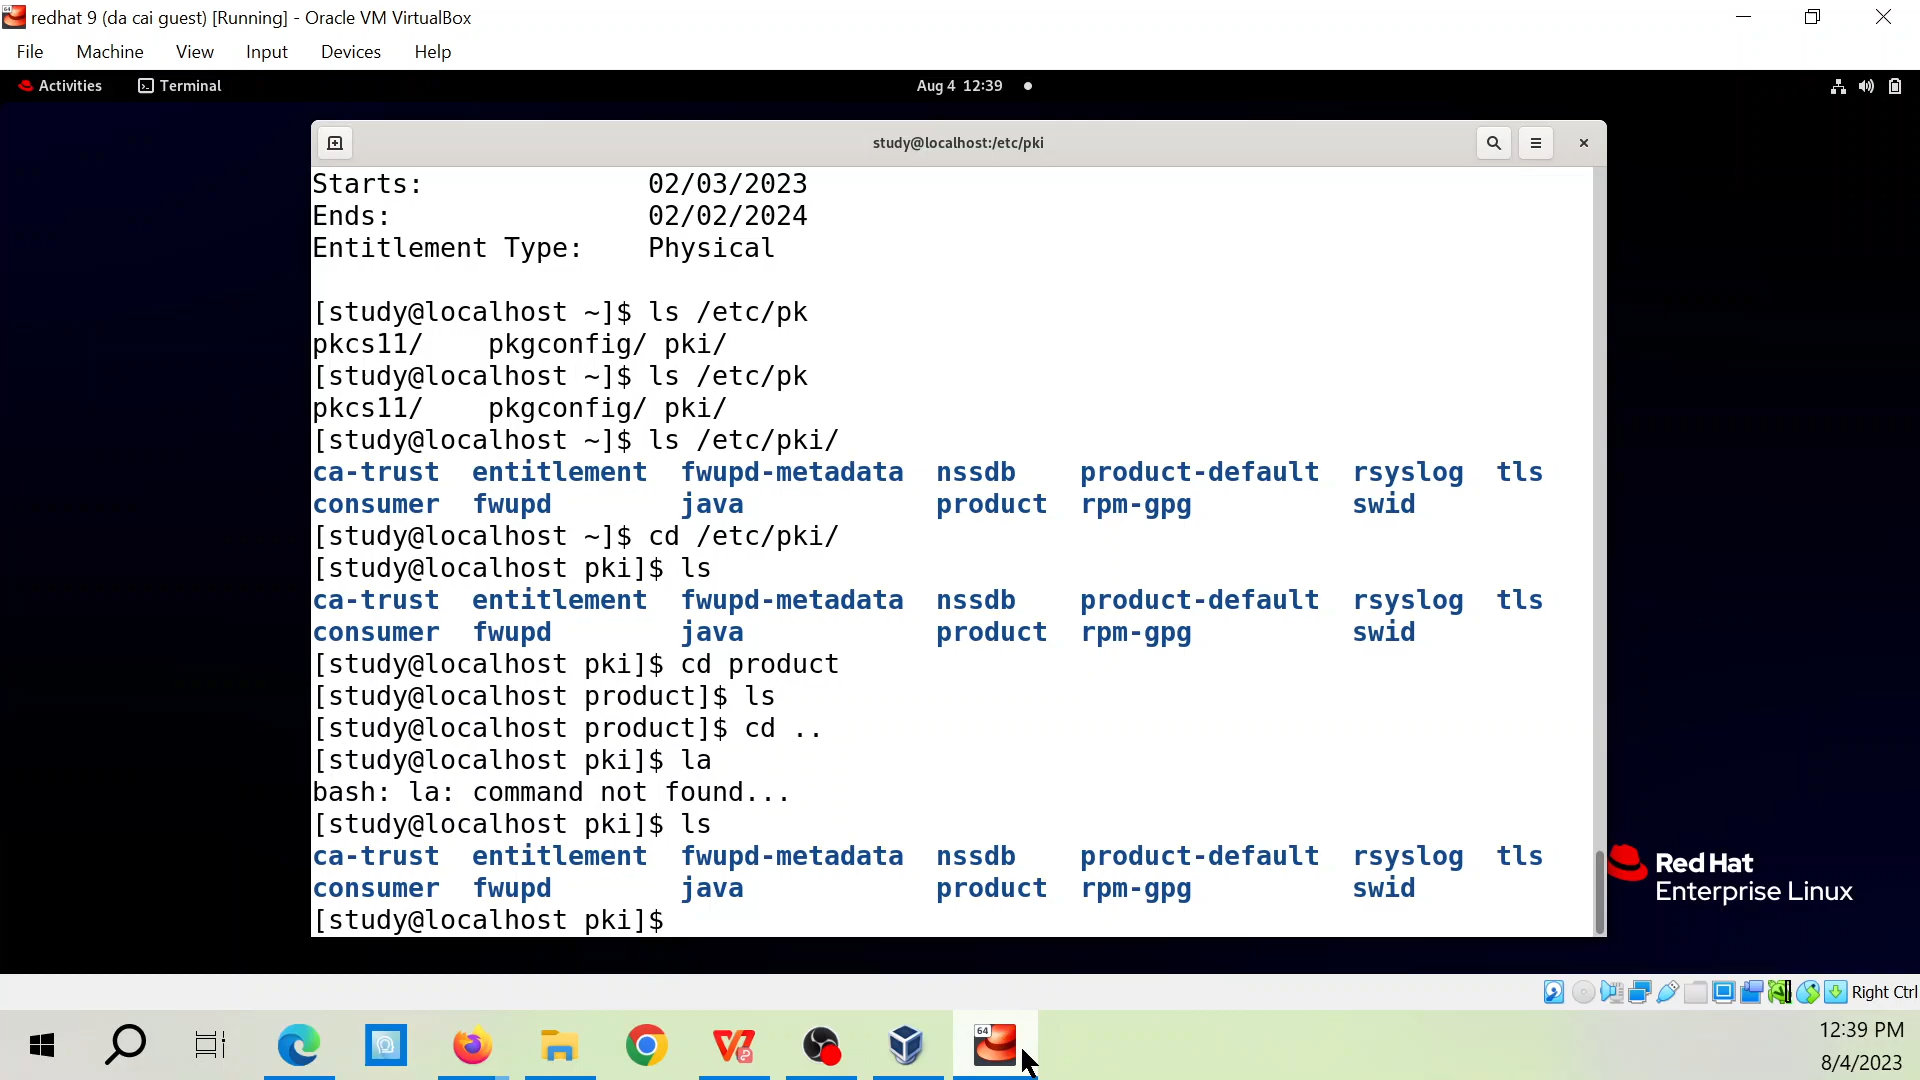 redhat 9 (da cai guest) [Running] - Oracle VM VirtualBox
File Machine View Input Devices Help
Activities Terminal Aug 4 12:39
study@localhost:/etc/pki
Starts: 02/03/2023
Ends: 02/02/2024
Entitlement Type: Physical
[study@localhost ~]$ ls /etc/pk
pkcs11/ pkgconfig/ pki/
[study@localhost ~]$ ls /etc/pk
pkcs11/ pkgconfig/ pki/
[study@localhost ~]$ ls /etc/pki/
ca-trust entitlement fwupd-metadata nssdb product-default rsyslog tls
consumer fwupd java product rpm-gpg swid
[study@localhost ~]$ cd /etc/pki/
[study@localhost pki]$ ls
ca-trust entitlement fwupd-metadata nssdb product-default rsyslog tls
consumer fwupd java product rpm-gpg swid
[study@localhost pki]$ cd product
[study@localhost product]$ ls
[study@localhost product]$ cd ..
[study@localhost pki]$ la
bash: la: command not found...
[study@localhost pki]$ ls
ca-trust entitlement fwupd-metadata nssdb product-default rsyslog tls
consumer fwupd java product rpm-gpg swid
[study@localhost pki]$
Red Hat
Enterprise Linux
Right Ctrl
64
12:39 PM
8/4/2023